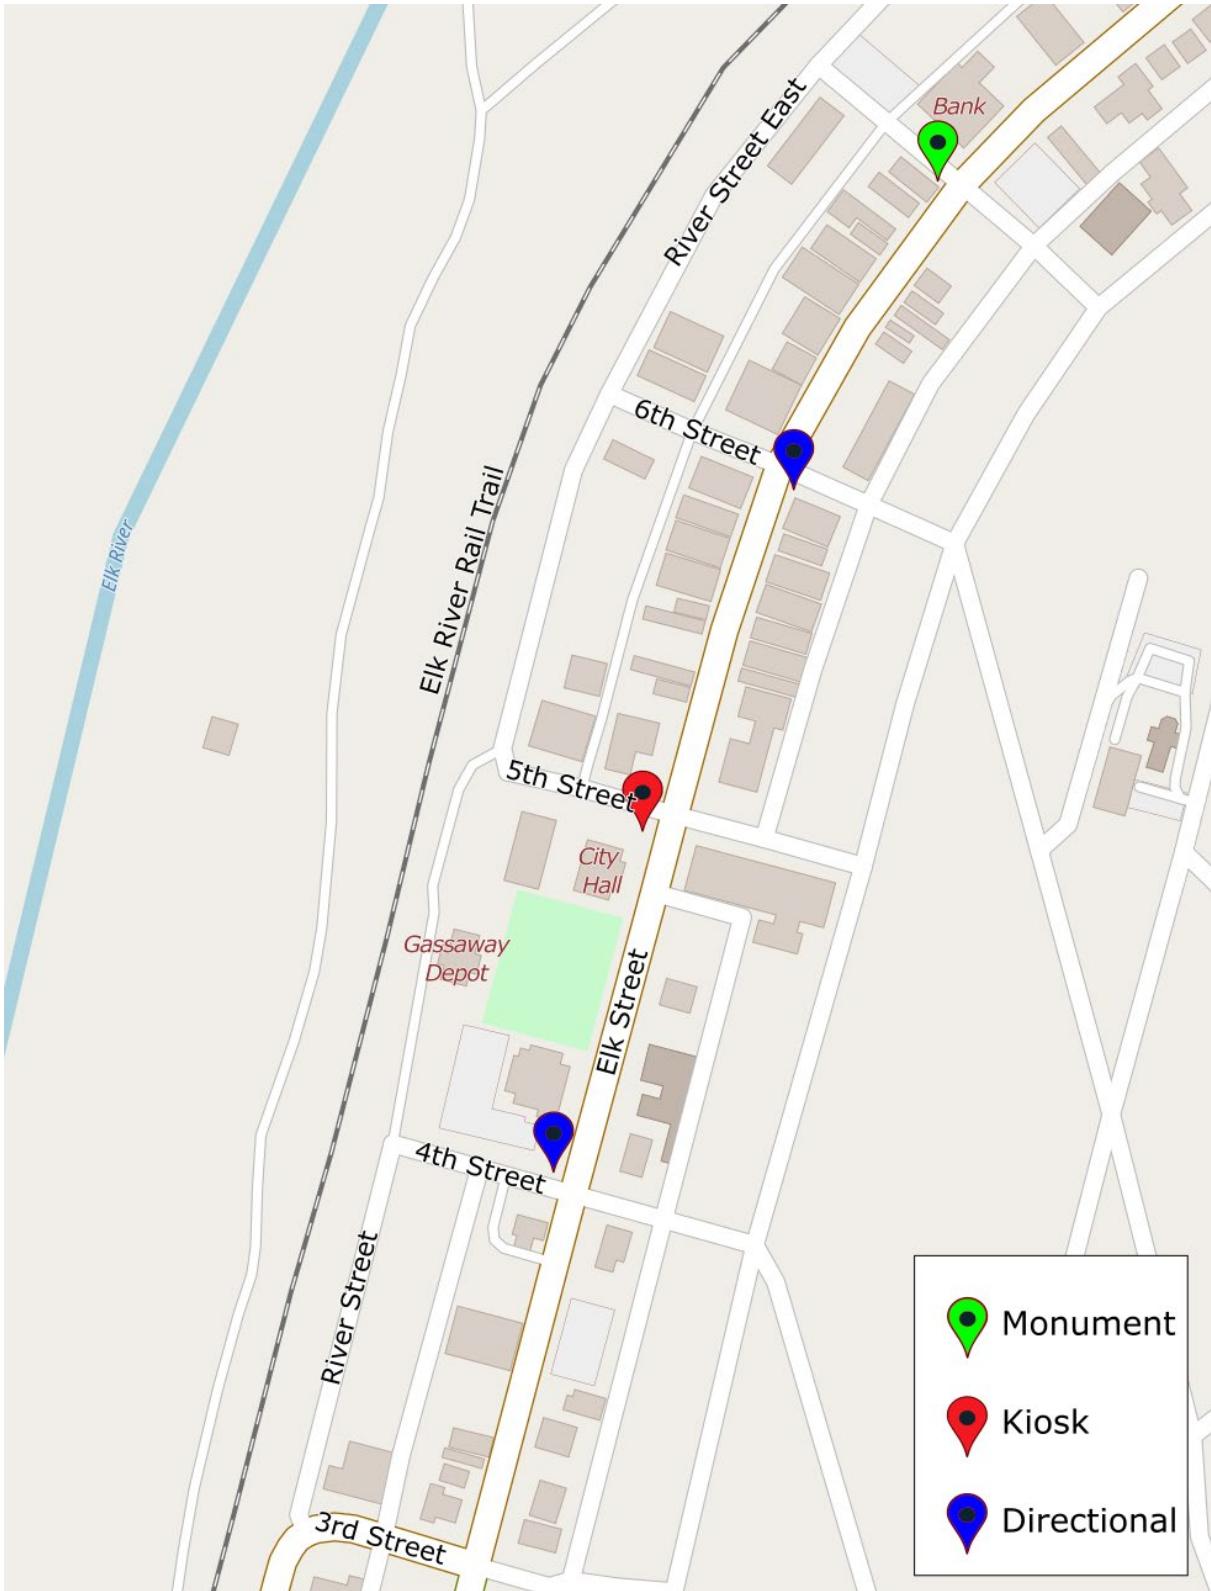 Bank
River Street East
6th Street
Elk River Rail Trail
Elk River
5th Street
City
Hall
Gassaway
Depot
Elk Street
4th Street
River Street
3rd Street
Monument
Kiosk
Directional